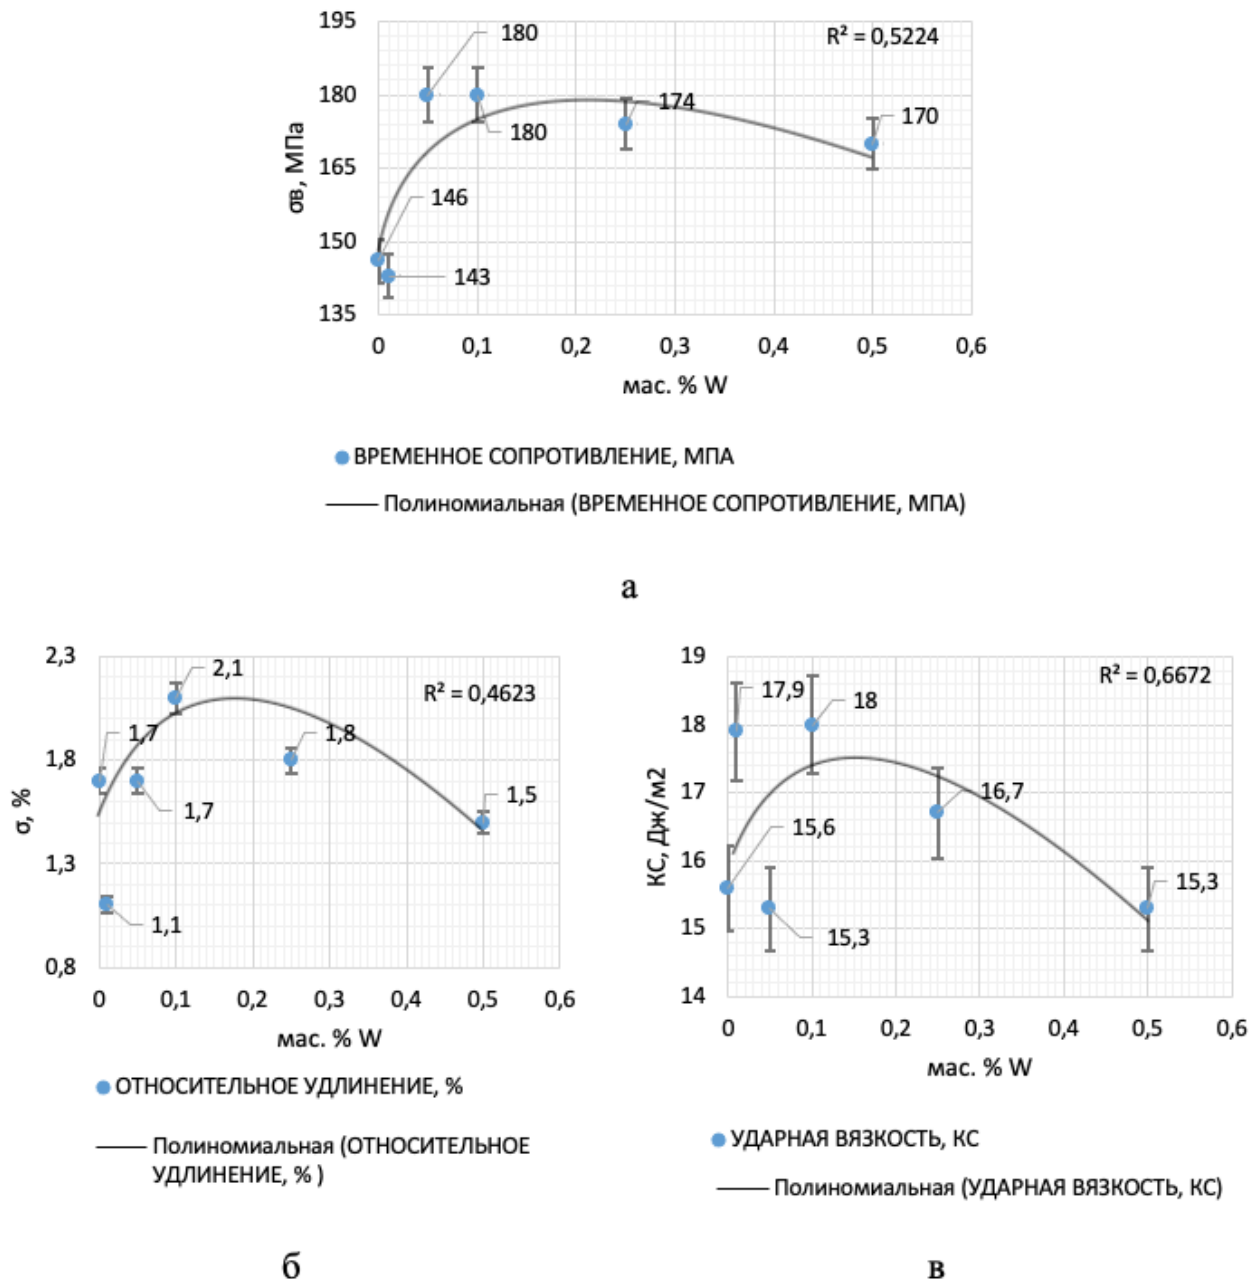 195
180
165
150
135
σв, МПа
R² = 0,5224
180
180
174
170
146
143
0 0,1 0,2 0,3 0,4 0,5 0,6
мас. % W
ВРЕМЕННОЕ СОПРОТИВЛЕНИЕ, МПА
Полиномиальная (ВРЕМЕННОЕ СОПРОТИВЛЕНИЕ, МПА)
а
2,3
1,8
1,3
0,8
σ, %
R² = 0,4623
2,1
1,7
1,8
1,7
1,5
1,1
0 0,1 0,2 0,3 0,4 0,5 0,6
мас. % W
ОТНОСИТЕЛЬНОЕ УДЛИНЕНИЕ, %
Полиномиальная (ОТНОСИТЕЛЬНОЕ
УДЛИНЕНИЕ, % )
б
19
18
17
16
15
14
КС, Дж/м2
R² = 0,6672
17,9
18
16,7
15,6
15,3
15,3
0 0,1 0,2 0,3 0,4 0,5 0,6
мас. % W
УДАРНАЯ ВЯЗКОСТЬ, КС
Полиномиальная (УДАРНАЯ ВЯЗКОСТЬ, КС)
в